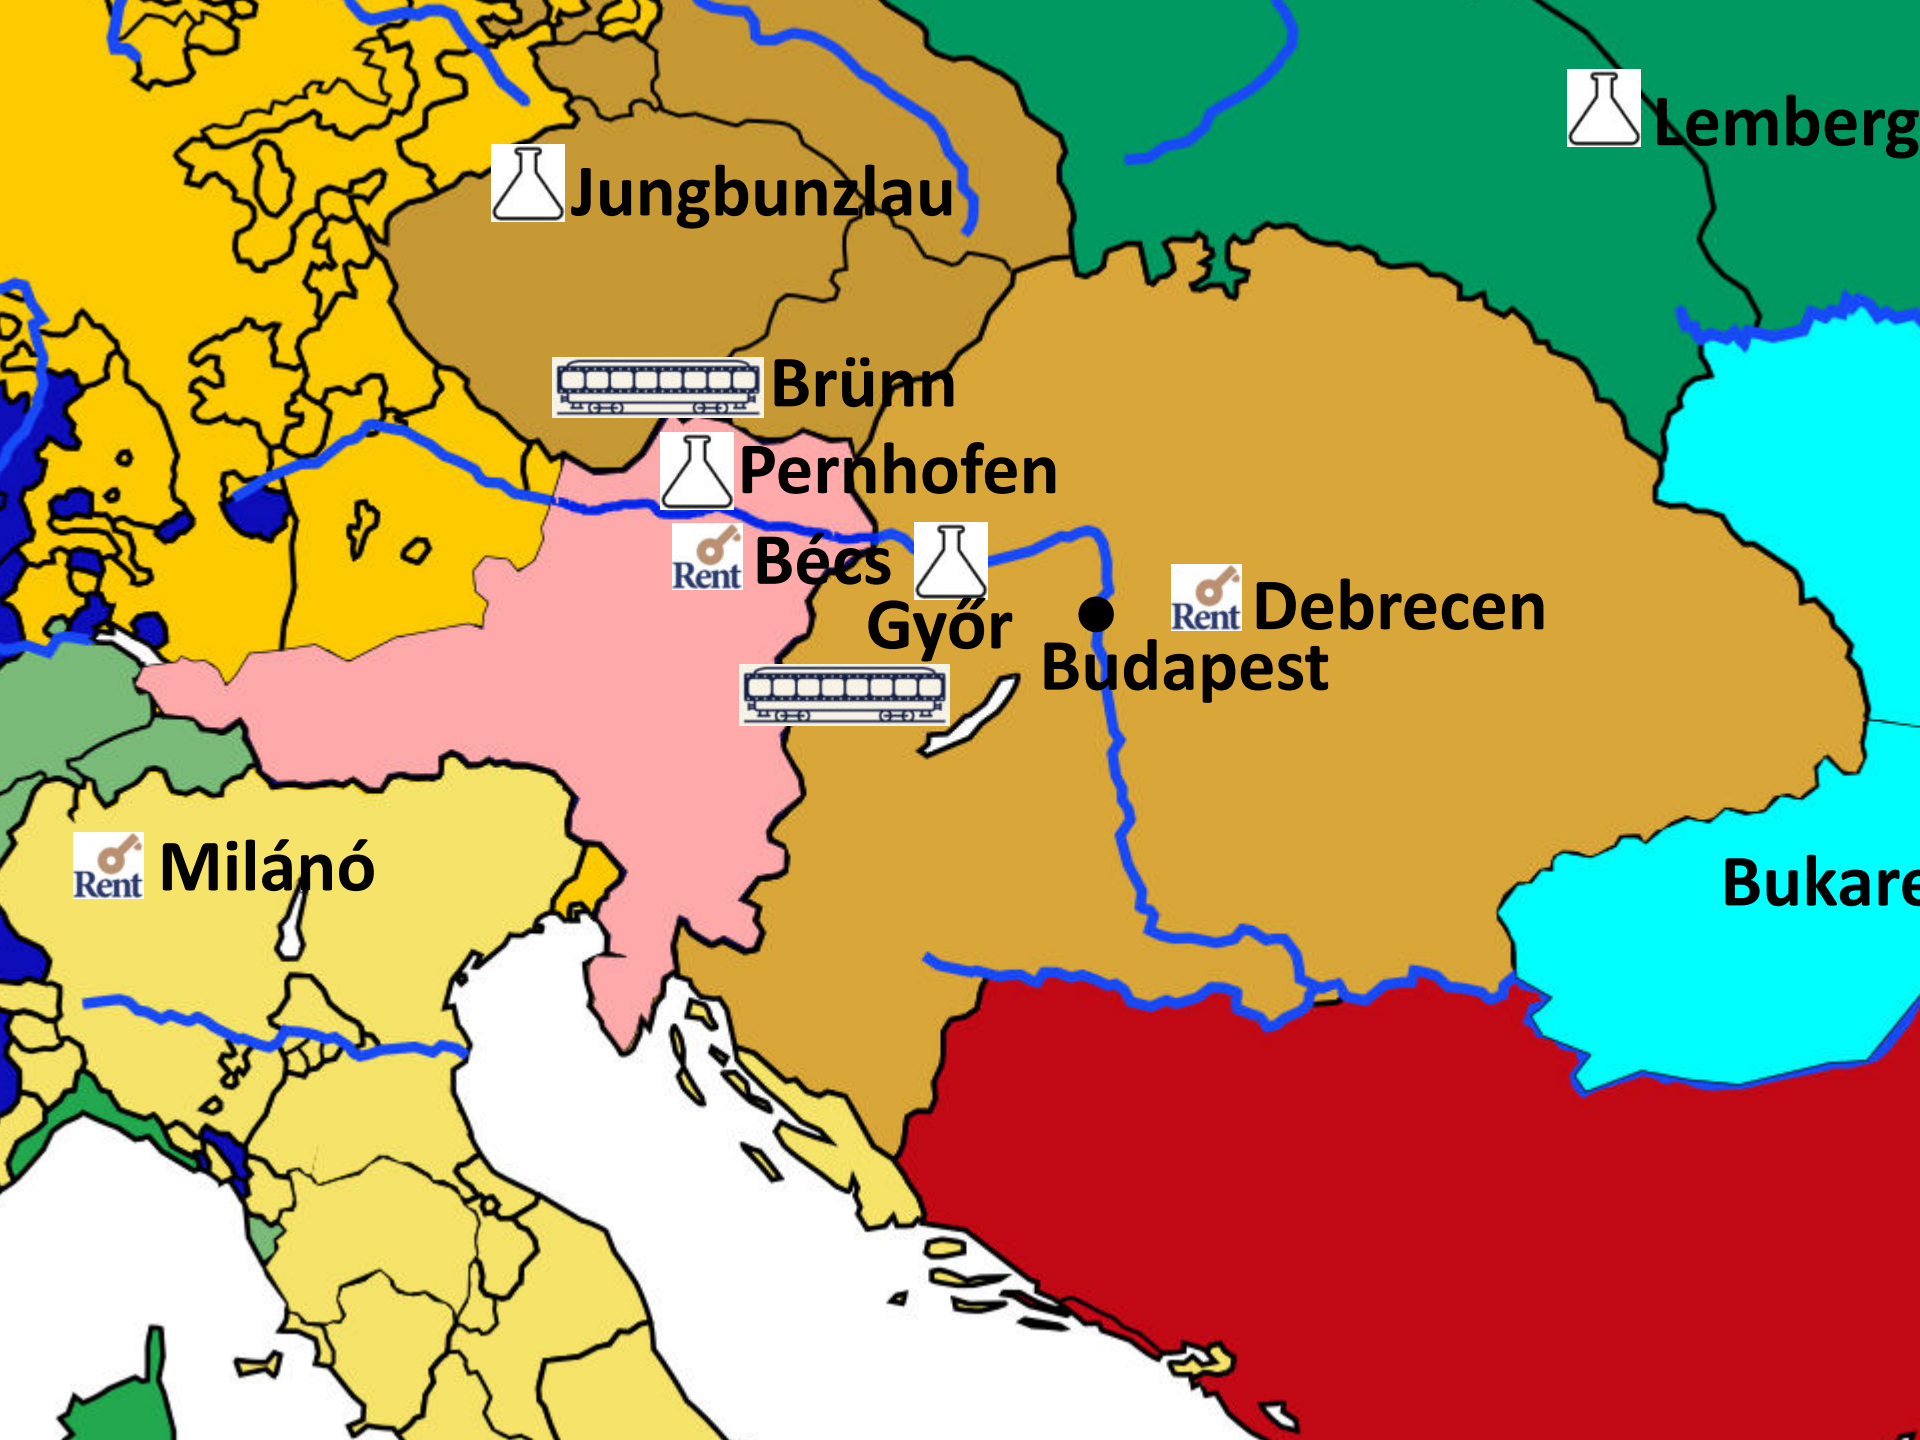 Lemberg
Jungbunzlau
Brünn
Pernhofen
Rent Bécs
Győr
Rent Debrecen
Budapest
Rent Milánó
Bukare